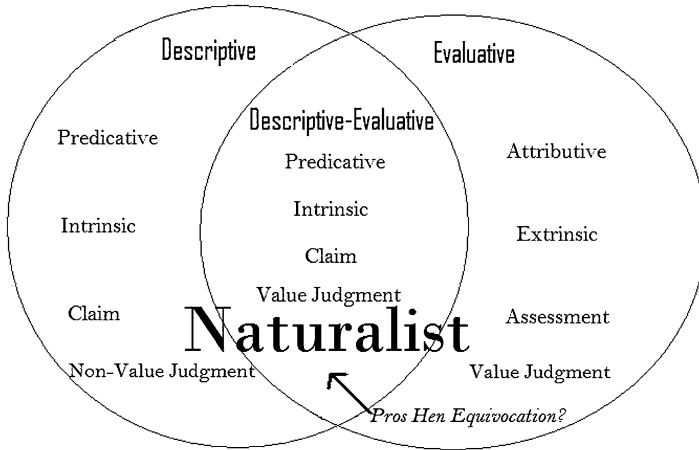 Descriptive
Evaluative
Predicative
Intrinsic
Claim
Non-Value Judgment
Descriptive-Evaluative
Predicative
Intrinsic
Claim
Value Judgment
Attributive
Extrinsic
Assessment
Value Judgment
Naturalist
Pros Hen Equivocation?